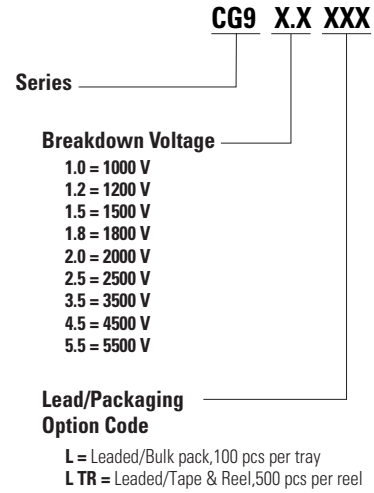 CG9 X.X XXX
Series
Breakdown Voltage
1.0 = 1000 V
1.2 = 1200 V
1.5 = 1500 V
1.8 = 1800 V
2.0 = 2000 V
2.5 = 2500 V
3.5 = 3500 V
4.5 = 4500 V
5.5 = 5500 V
Lead/Packaging
Option Code
L = Leaded/Bulk pack,100 pcs per tray
L TR = Leaded/Tape & Reel,500 pcs per reel